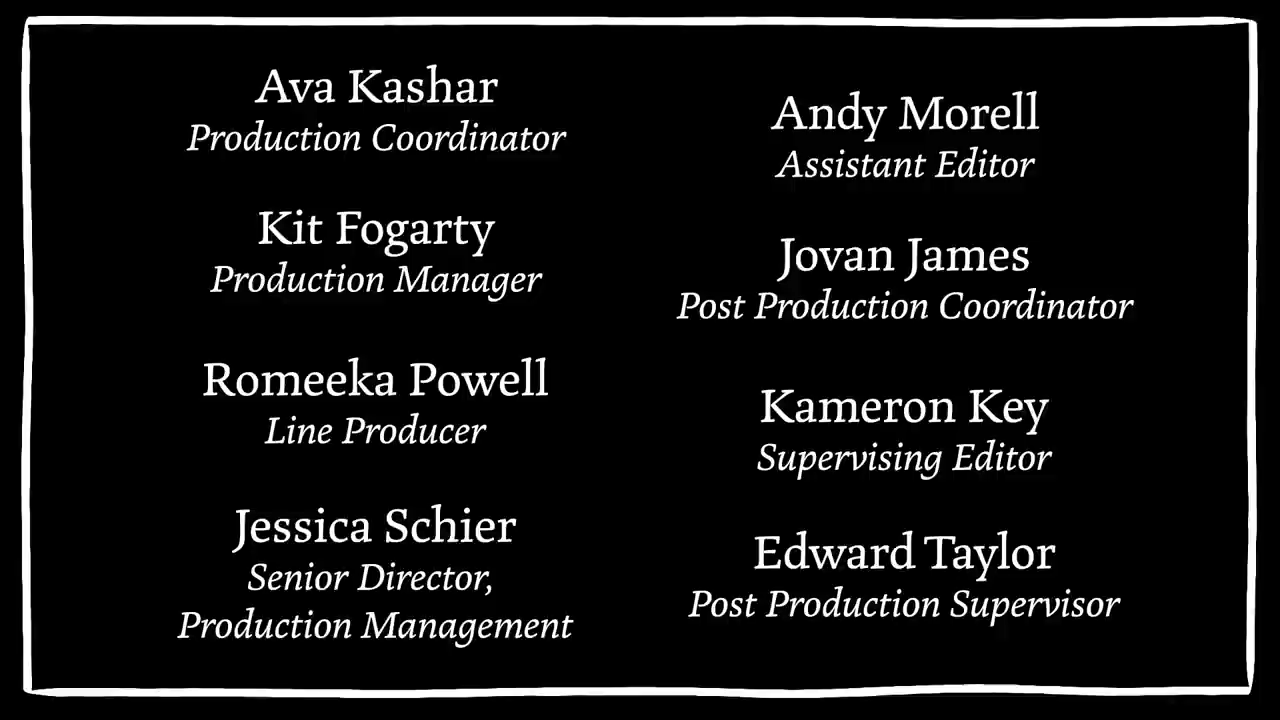 Ava Kashar
Production Coordinator
Kit Fogarty
Production Manager
Romeeka Powell
Line Producer
Jessica Schier
Senior Director,
Production Management
Andy Morell
Assistant Editor
Jovan James
Post Production Coordinator
Kameron Key
Supervising Editor
Edward Taylor
Post Production Supervisor